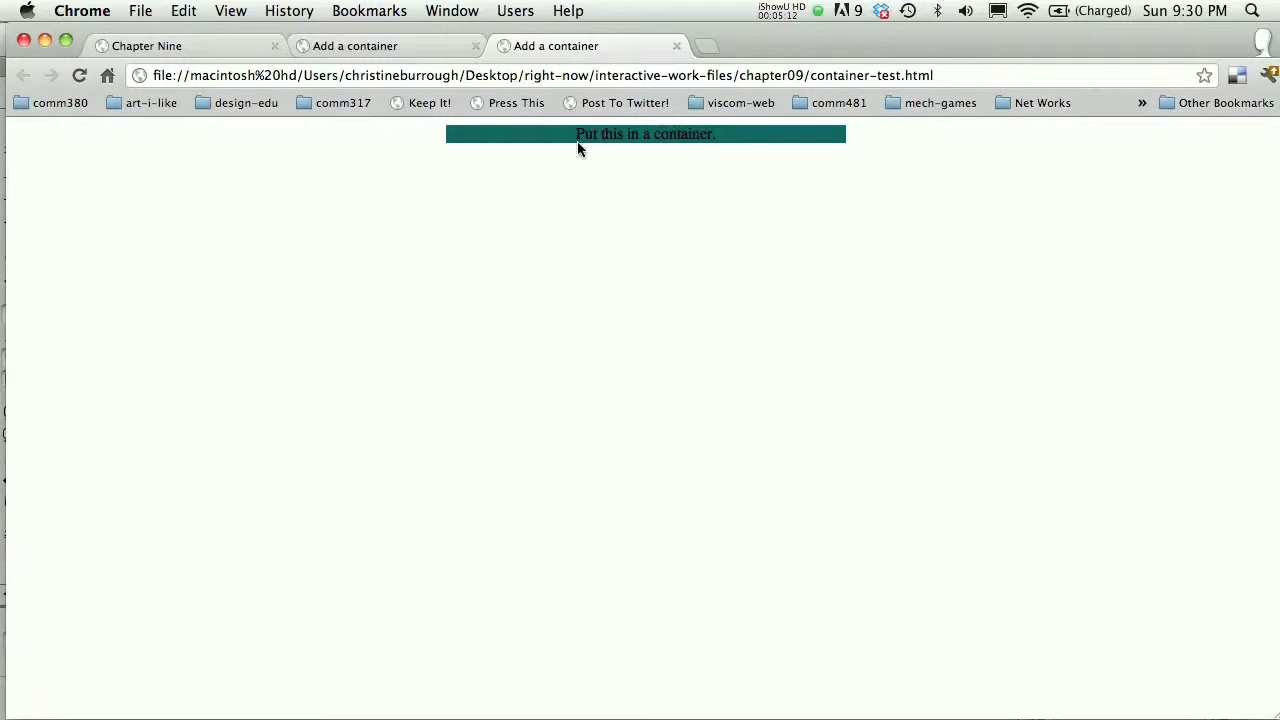 Chrome File Edit View History Bookmarks Window Users Help iShowU HD 00:05:12 9 (Charged) Sun 9:30 PM
Chapter Nine Add a container Add a container
file://macintosh%20hd/Users/christineburrough/Desktop/right-now/interactive-work-files/chapter09/container-test.html
comm380 art-i-like design-edu comm317 Keep It! Press This Post To Twitter! viscom-web comm481 mech-games Net Works » Other Bookmarks
Put this in a container.